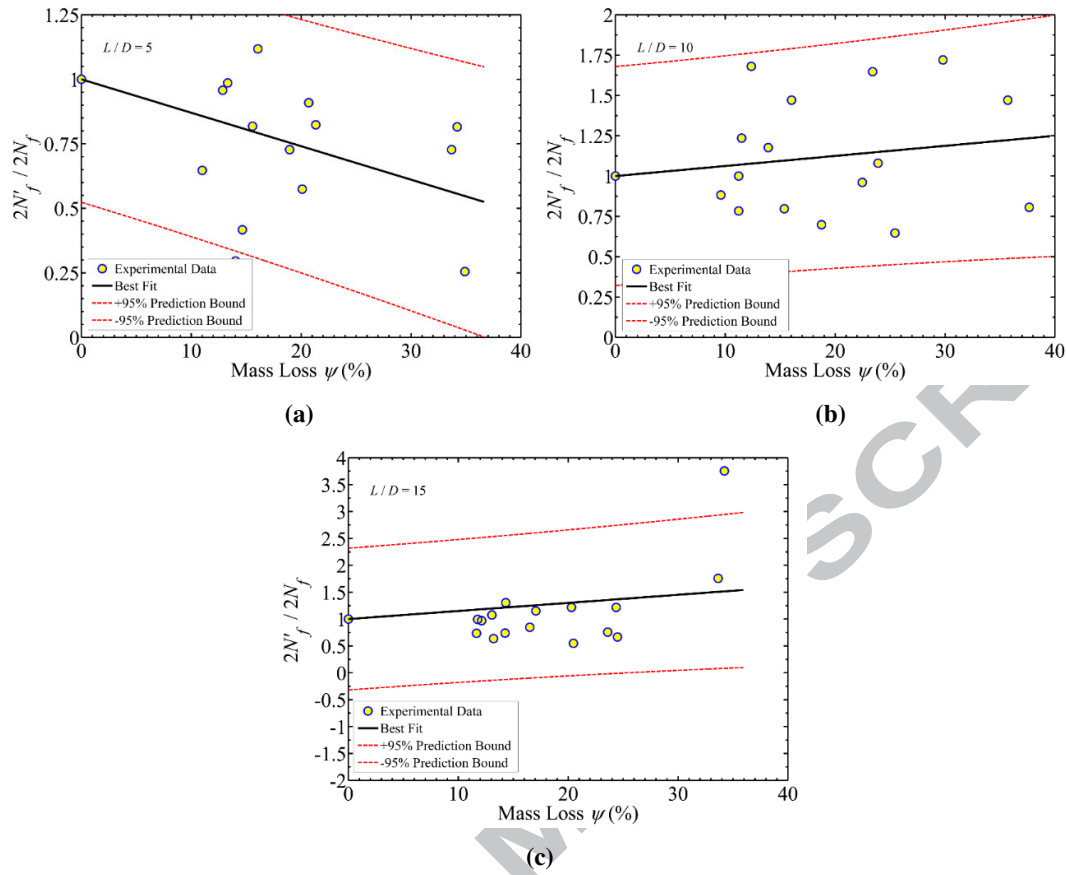 1.25
1
0.75
0.5
0.25
0
2N'f / 2Nf
L / D = 5
Experimental Data
Best Fit
+95% Prediction Bound
-95% Prediction Bound
0 10 20 30 40
Mass Loss ψ (%)
(a)
2
1.75
1.5
1.25
1
0.75
0.5
0.25
0
2N'f / 2Nf
L / D = 10
Experimental Data
Best Fit
+95% Prediction Bound
-95% Prediction Bound
0 10 20 30 40
Mass Loss ψ (%)
(b)
4
3.5
3
2.5
2
1.5
1
0.5
0
-0.5
-1
-1.5
-2
2N'f / 2Nf
L / D = 15
Experimental Data
Best Fit
+95% Prediction Bound
-95% Prediction Bound
0 10 20 30 40
Mass Loss ψ (%)
(c)